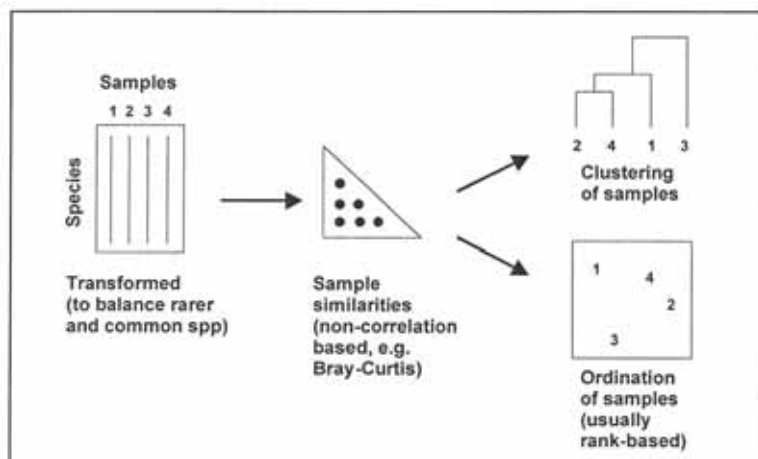 Samples
1 2 3 4
Species
Transformed
(to balance rarer
and common spp)
Sample
similarities
(non-correlation
based, e.g.
Bray-Curtis)
2 4 1 3
Clustering
of samples
1
4
2
3
Ordination
of samples
(usually
rank-based)